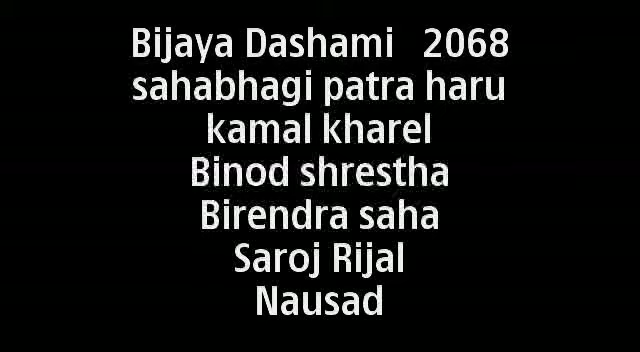 Bijaya Dashami 2068
sahabhagi patra haru
kamal kharel
Binod shrestha
Birendra saha
Saroj Rijal
Nausad